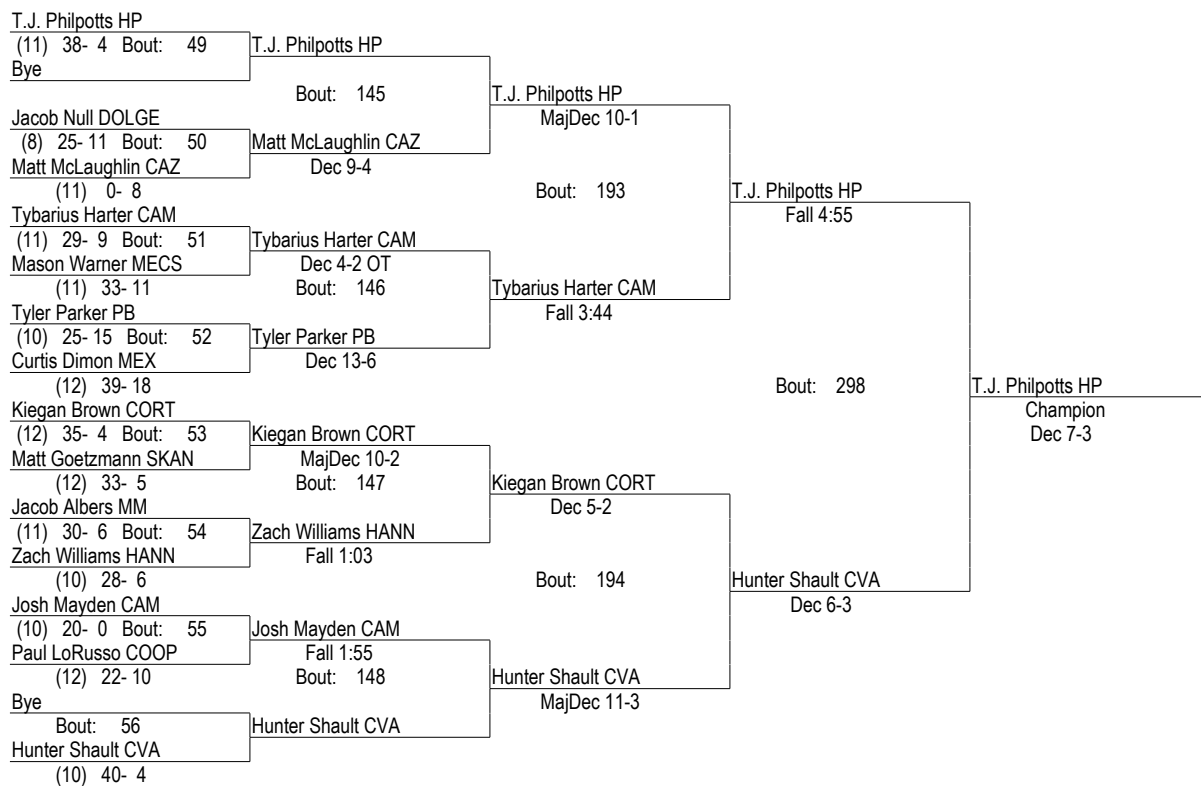 T.J. Philpotts HP
(11) 38- 4 Bout: 49
Bye
Jacob Null DOLGE
(8) 25- 11 Bout: 50
Matt McLaughlin CAZ
(11) 0- 8
Tybarius Harter CAM
(11) 29- 9 Bout: 51
Mason Warner MECS
(11) 33- 11
Tyler Parker PB
(10) 25- 15 Bout: 52
Curtis Dimon MEX
(12) 39- 18
Kiegan Brown CORT
(12) 35- 4 Bout: 53
Matt Goetzmann SKAN
(12) 33- 5
Jacob Albers MM
(11) 30- 6 Bout: 54
Zach Williams HANN
(10) 28- 6
Josh Mayden CAM
(10) 20- 0 Bout: 55
Paul LoRusso COOP
(12) 22- 10
Bye
Bout: 56
Hunter Shault CVA
(10) 40- 4
T.J. Philpotts HP
Bout: 145
Matt McLaughlin CAZ
Dec 9-4
Tybarius Harter CAM
Dec 4-2 OT
Bout: 146
Tyler Parker PB
Dec 13-6
Kiegan Brown CORT
MajDec 10-2
Bout: 147
Zach Williams HANN
Fall 1:03
Josh Mayden CAM
Fall 1:55
Bout: 148
Hunter Shault CVA
T.J. Philpotts HP
MajDec 10-1
Bout: 193
Tybarius Harter CAM
Fall 3:44
Kiegan Brown CORT
Dec 5-2
Bout: 194
Hunter Shault CVA
MajDec 11-3
T.J. Philpotts HP
Fall 4:55
Bout: 298
Hunter Shault CVA
Dec 6-3
T.J. Philpotts HP
Champion
Dec 7-3